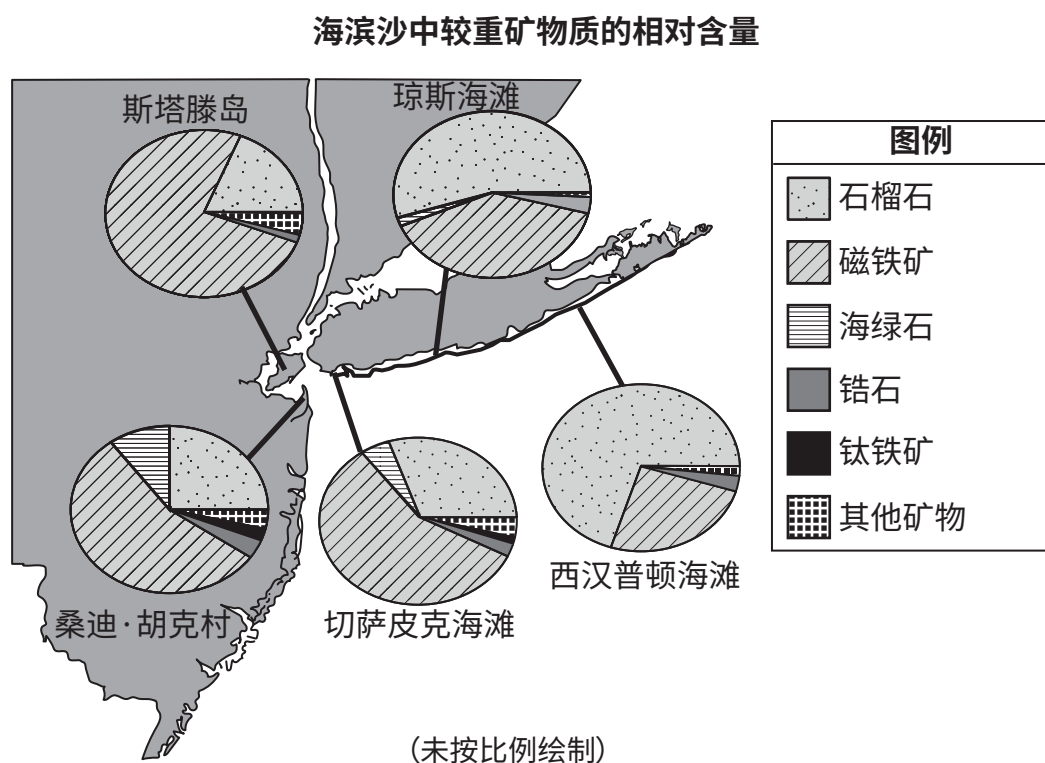 海滨沙中较重矿物质的相对含量
斯塔滕岛
琼斯海滩
图例
石榴石
磁铁矿
海绿石
锆石
钛铁矿
其他矿物
桑迪·胡克村
切萨皮克海滩
西汉普顿海滩
（未按比例绘制）